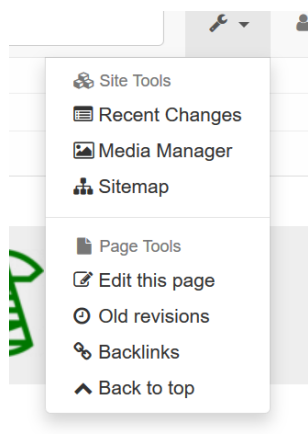 Site Tools
Recent Changes
Media Manager
Sitemap
Page Tools
Edit this page
Old revisions
Backlinks
Back to top